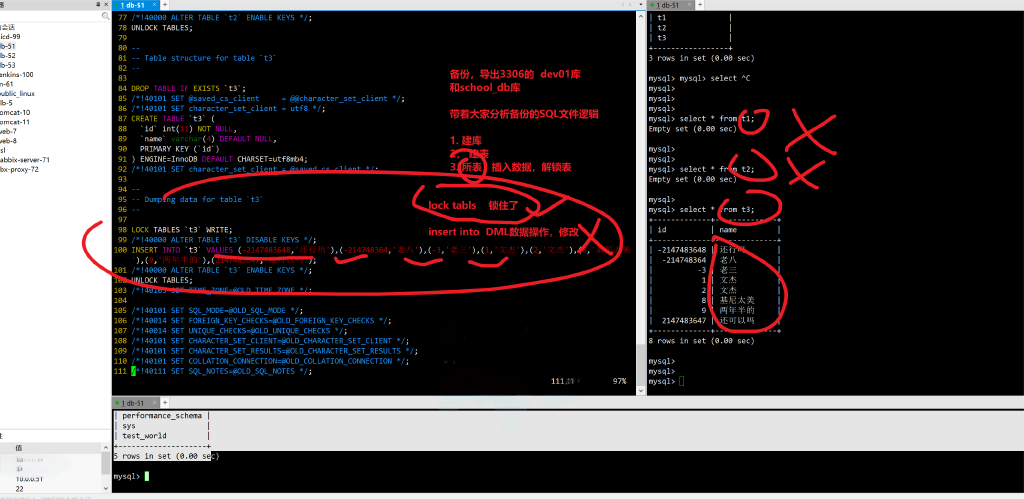 器
1 db-51 × +
1 db-51 × +
的会话
icd-99
db-51
db-52
db-53
enkins-100
m-61
public_linux
db-5
omcat-10
omcat-11
web-7
web-8
sl
abbix-server-71
bx-proxy-72
77 /*!40000 ALTER TABLE `t2` ENABLE KEYS */;
78 UNLOCK TABLES;
79
80 --
81 -- Table structure for table `t3`
82 --
83
84 DROP TABLE IF EXISTS `t3`;
85 /*!40101 SET @saved_cs_client     = @@character_set_client */;
86 /*!40101 SET character_set_client = utf8 */;
87 CREATE TABLE `t3` (
88   `id` int(11) NOT NULL,
89   `name` varchar(4) DEFAULT NULL,
90   PRIMARY KEY (`id`)
91 ) ENGINE=InnoDB DEFAULT CHARSET=utf8mb4;
92 /*!40101 SET character_set_client = @saved_cs_client */;
93
94 --
95 -- Dumping data for table `t3`
96 --
97
98 LOCK TABLES `t3` WRITE;
99 /*!40000 ALTER TABLE `t3` DISABLE KEYS */;
100 INSERT INTO `t3` VALUES (-2147483648,'还行吗'),(-214748364,'老八'),(-3,'老三'),(1,'文杰'),(2,'文杰'),
'),(9,'两年半的'),
101 /*!40000 ALTER TABLE `t3` ENABLE KEYS */;
102 UNLOCK TABLES;
103 /*!40103 SET TIME_ZONE=@OLD_TIME_ZONE */;
104
105 /*!40101 SET SQL_MODE=@OLD_SQL_MODE */;
106 /*!40014 SET FOREIGN_KEY_CHECKS=@OLD_FOREIGN_KEY_CHECKS */;
107 /*!40014 SET UNIQUE_CHECKS=@OLD_UNIQUE_CHECKS */;
108 /*!40101 SET CHARACTER_SET_CLIENT=@OLD_CHARACTER_SET_CLIENT */;
109 /*!40101 SET CHARACTER_SET_RESULTS=@OLD_CHARACTER_SET_RESULTS */;
110 /*!40101 SET COLLATION_CONNECTION=@OLD_COLLATION_CONNECTION */;
111 /*!40111 SET SQL_NOTES=@OLD_SQL_NOTES */;
97%
备份，导出3306的 dev01库
和school_db库
带着大家分析备份的SQL文件逻辑
1. 建库
2. 建表
3. 所表 插入数据，解锁表
lock tabls 锁住了
insert into DML数据操作，修改
| t1 |
| t2 |
| t3 |
+----------------+
3 rows in set (0.00 sec)
mysql> mysql> select ^C
mysql>
mysql>
mysql>
mysql> select * from t1;
Empty set (0.00 sec)
mysql>
mysql>
mysql> select * from t2;
Empty set (0.00 sec)
mysql>
mysql>
mysql> select * from t3;
+-------------+--------------+
| id | name |
+-------------+--------------+
| -2147483648 | 还行吗
| -214748364 | 老八
| -3 | 老三
| 1 | 文杰
| 2 | 文杰
| 8 | 基尼太美
| 9 | 两年半的
| 2147483647 | 还可以吗
+-------------+--------------+
8 rows in set (0.00 sec)
mysql>
mysql>
mysql>
1 db-51 × +
| performance_schema |
| sys |
| test_world |
+--------------------+
5 rows in set (0.00 sec)
mysql>
值
10.0.0.51
22